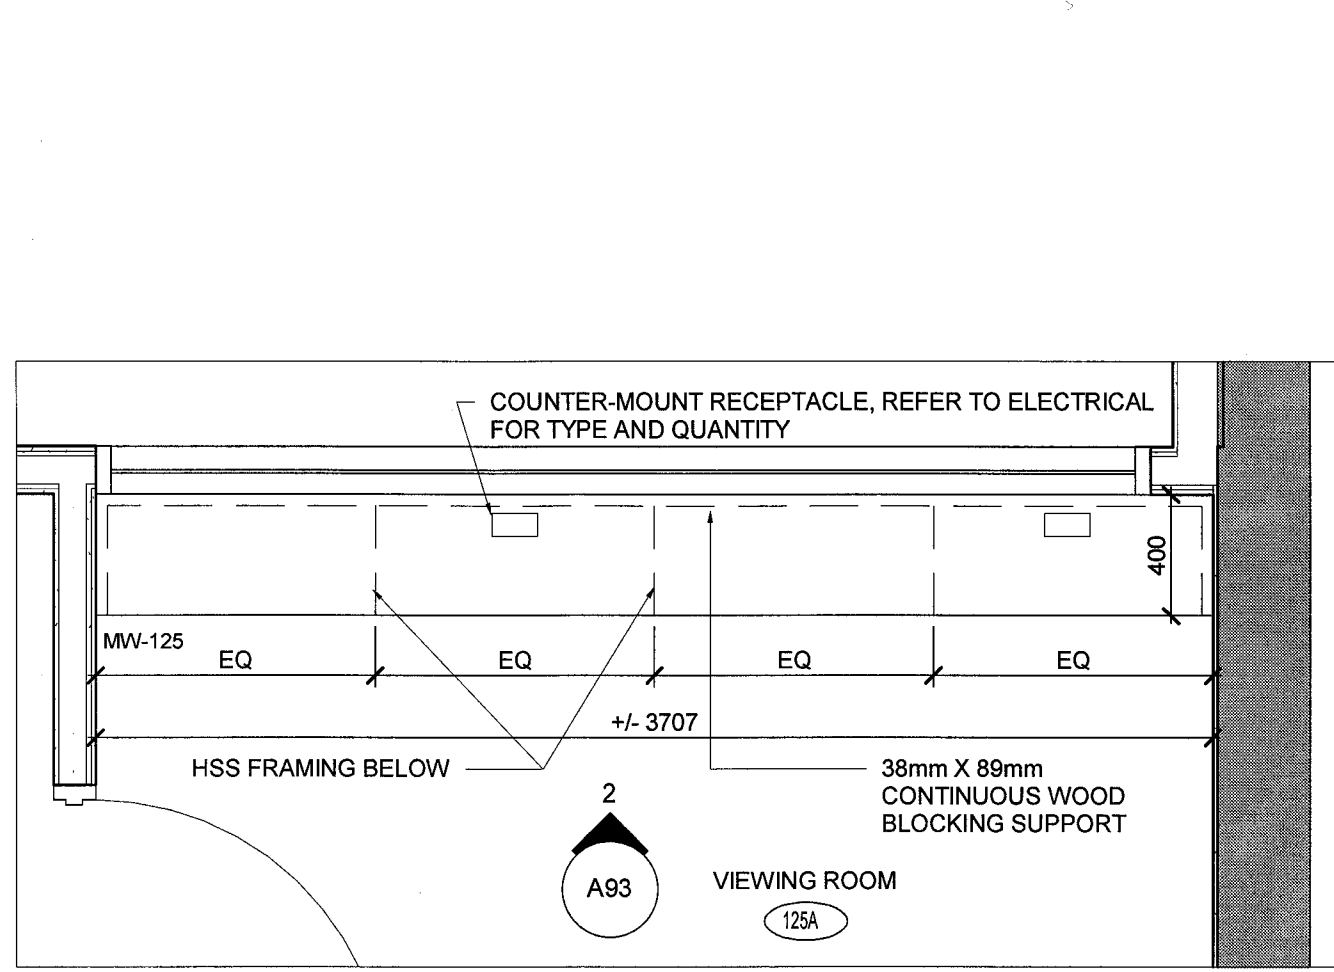 COUNTER-MOUNT RECEPTACLE, REFER TO ELECTRICAL
FOR TYPE AND QUANTITY
400
MW-125
EQ
EQ
EQ
EQ
+/- 3707
HSS FRAMING BELOW
38mm X 89mm
CONTINUOUS WOOD
BLOCKING SUPPORT
2
A93
VIEWING ROOM
125A